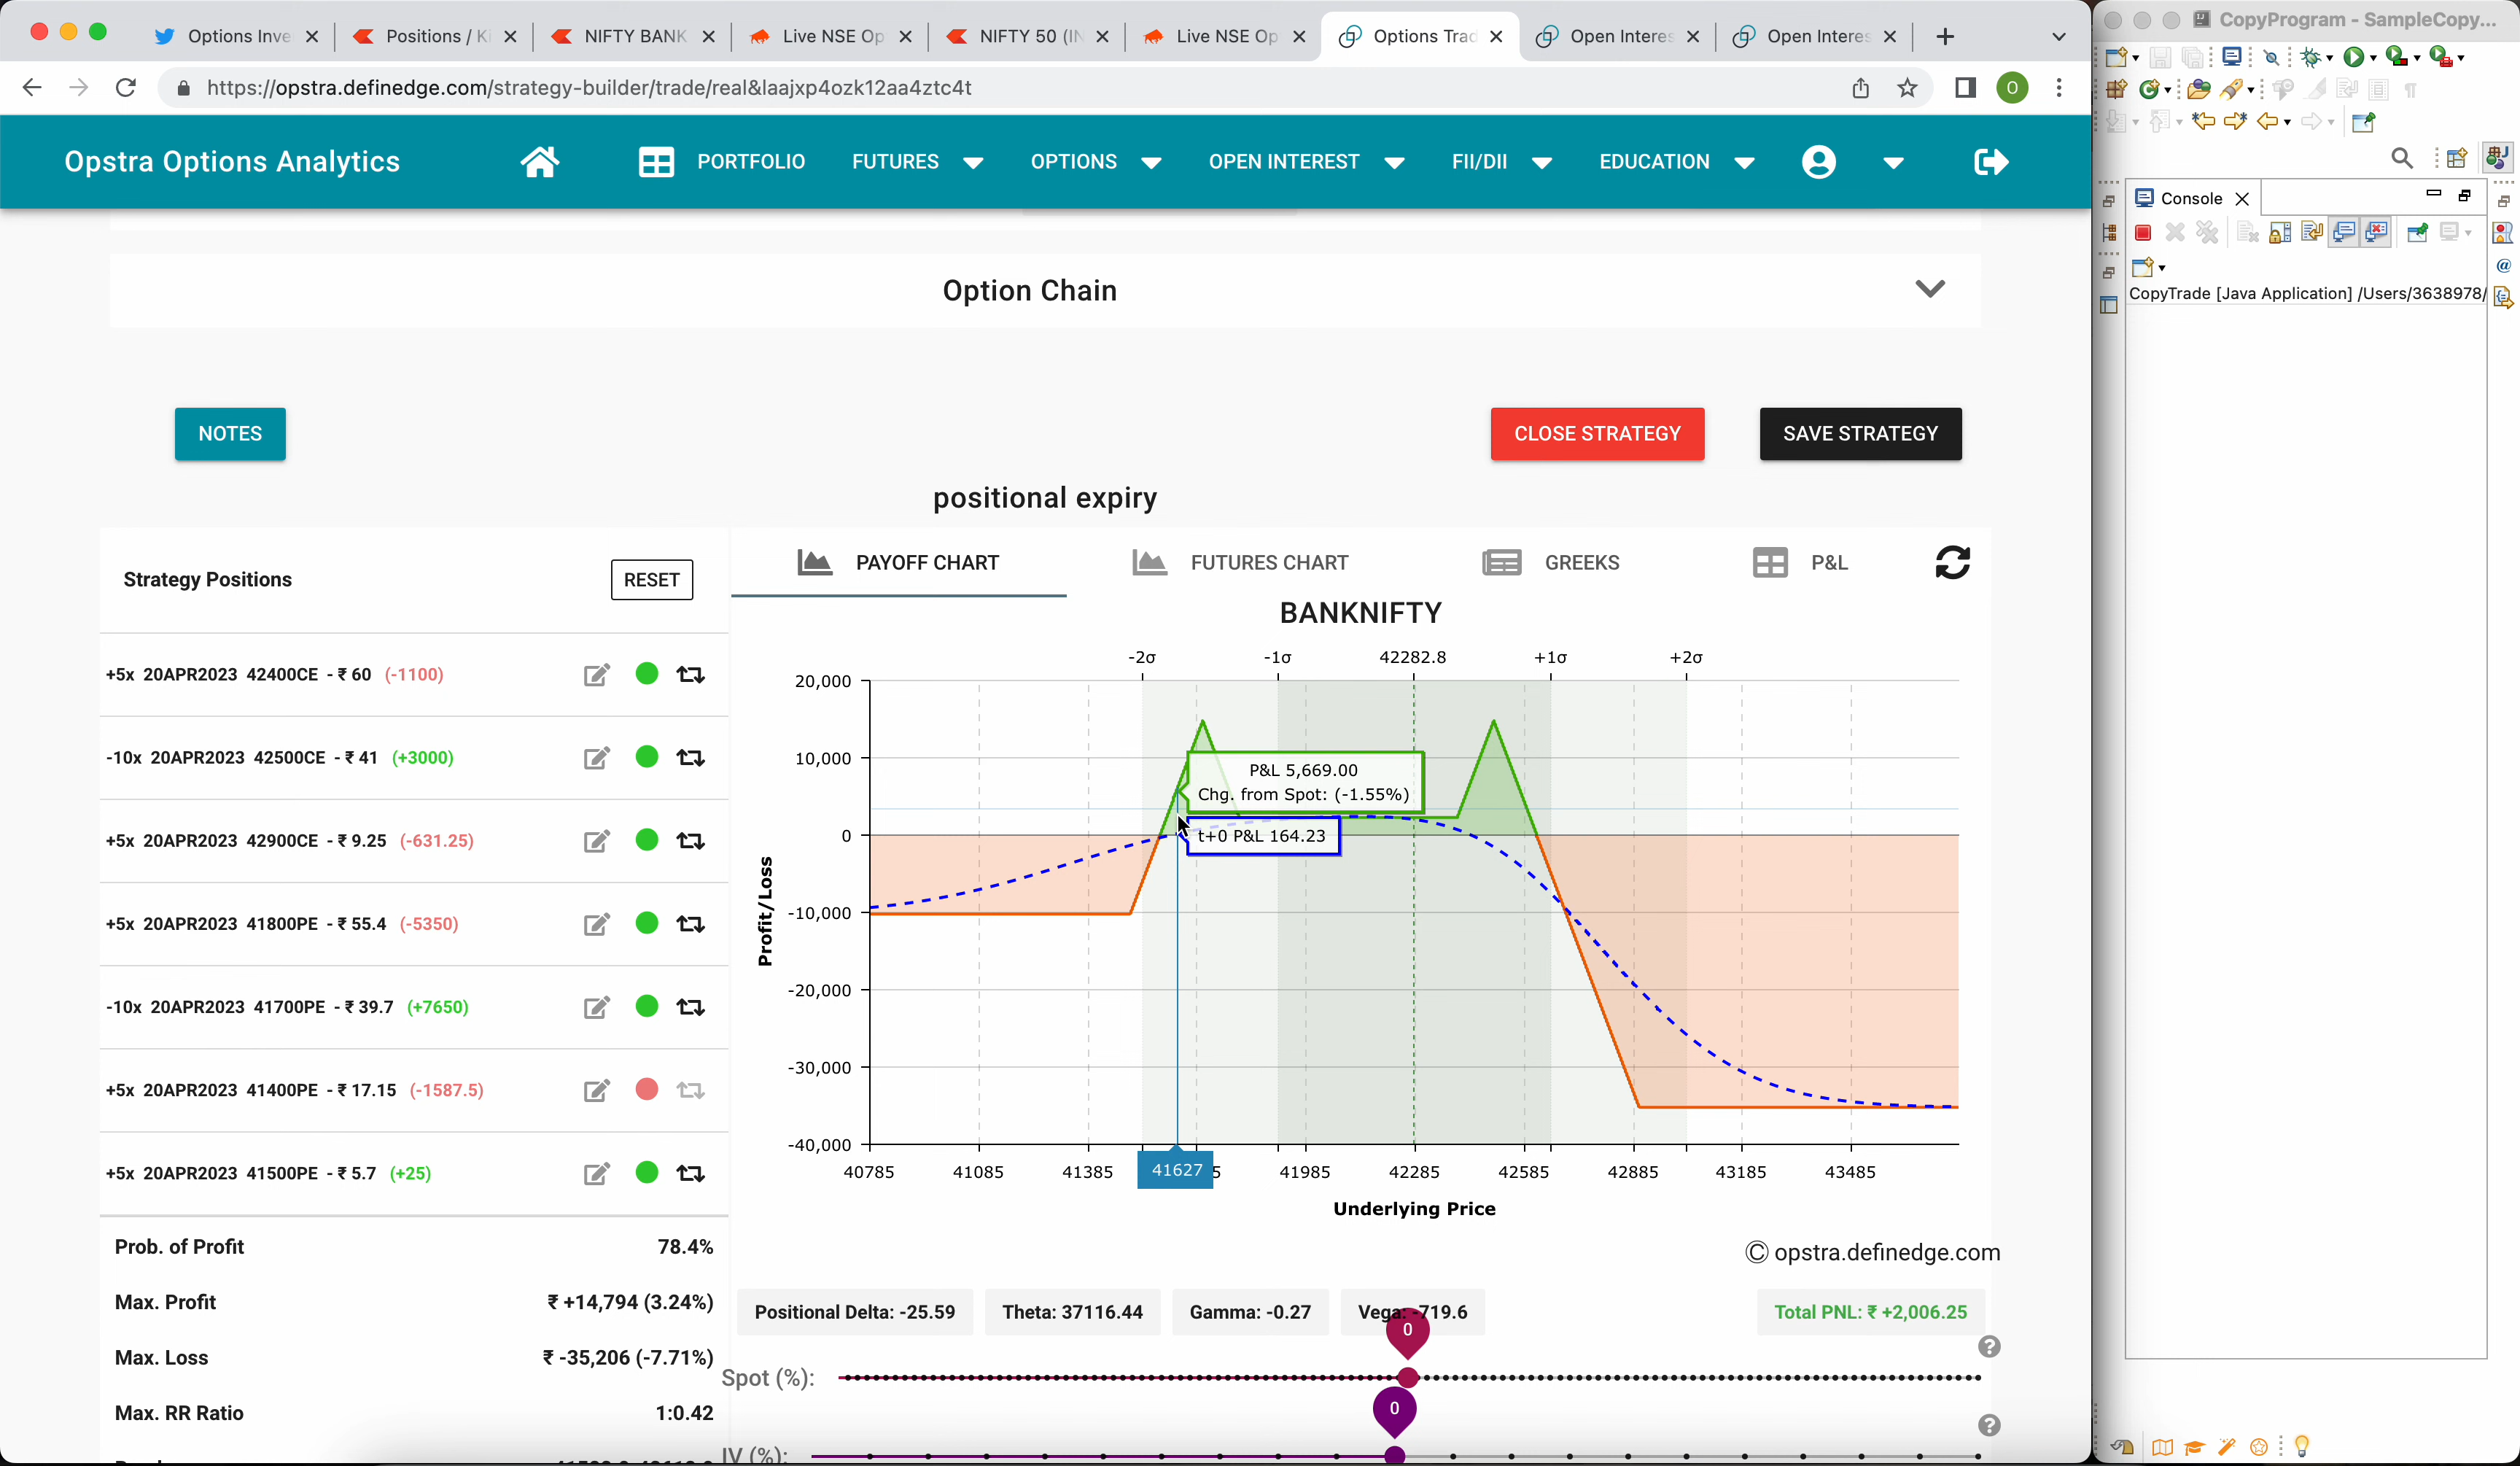 Options Inve
Positions / Ki
NIFTY BANK
Live NSE Op
NIFTY 50 (IN
Live NSE Op
Options Trad
Open Interes
Open Interes
CopyProgram - SampleCopy...
https://opstra.definedge.com/strategy-builder/trade/real&laajxp4ozk12aa4ztc4t
O
Opstra Options Analytics
PORTFOLIO
FUTURES
OPTIONS
OPEN INTEREST
FII/DII
EDUCATION
Console
CopyTrade [Java Application] /Users/3638978/
Option Chain
NOTES
CLOSE STRATEGY
SAVE STRATEGY
positional expiry
Strategy Positions
RESET
+5x 20APR2023 42400CE - ₹ 60 (-1100)
-10x 20APR2023 42500CE - ₹ 41 (+3000)
+5x 20APR2023 42900CE - ₹ 9.25 (-631.25)
+5x 20APR2023 41800PE - ₹ 55.4 (-5350)
-10x 20APR2023 41700PE - ₹ 39.7 (+7650)
+5x 20APR2023 41400PE - ₹ 17.15 (-1587.5)
+5x 20APR2023 41500PE - ₹ 5.7 (+25)
Prob. of Profit 78.4%
Max. Profit ₹ +14,794 (3.24%)
Max. Loss ₹ -35,206 (-7.71%)
Max. RR Ratio 1:0.42
PAYOFF CHART
FUTURES CHART
GREEKS
P&L
BANKNIFTY
-2σ -1σ 42282.8 +1σ +2σ
20,000
10,000
0
-10,000
-20,000
-30,000
-40,000
Profit/Loss
P&L 5,669.00
Chg. from Spot: (-1.55%)
t+0 P&L 164.23
40785 41085 41385 41627 5 41985 42285 42585 42885 43185 43485
Underlying Price
© opstra.definedge.com
Positional Delta: -25.59
Theta: 37116.44
Gamma: -0.27
Vega: -719.6
Total PNL: ₹ +2,006.25
0
Spot (%):
0
IV (%):